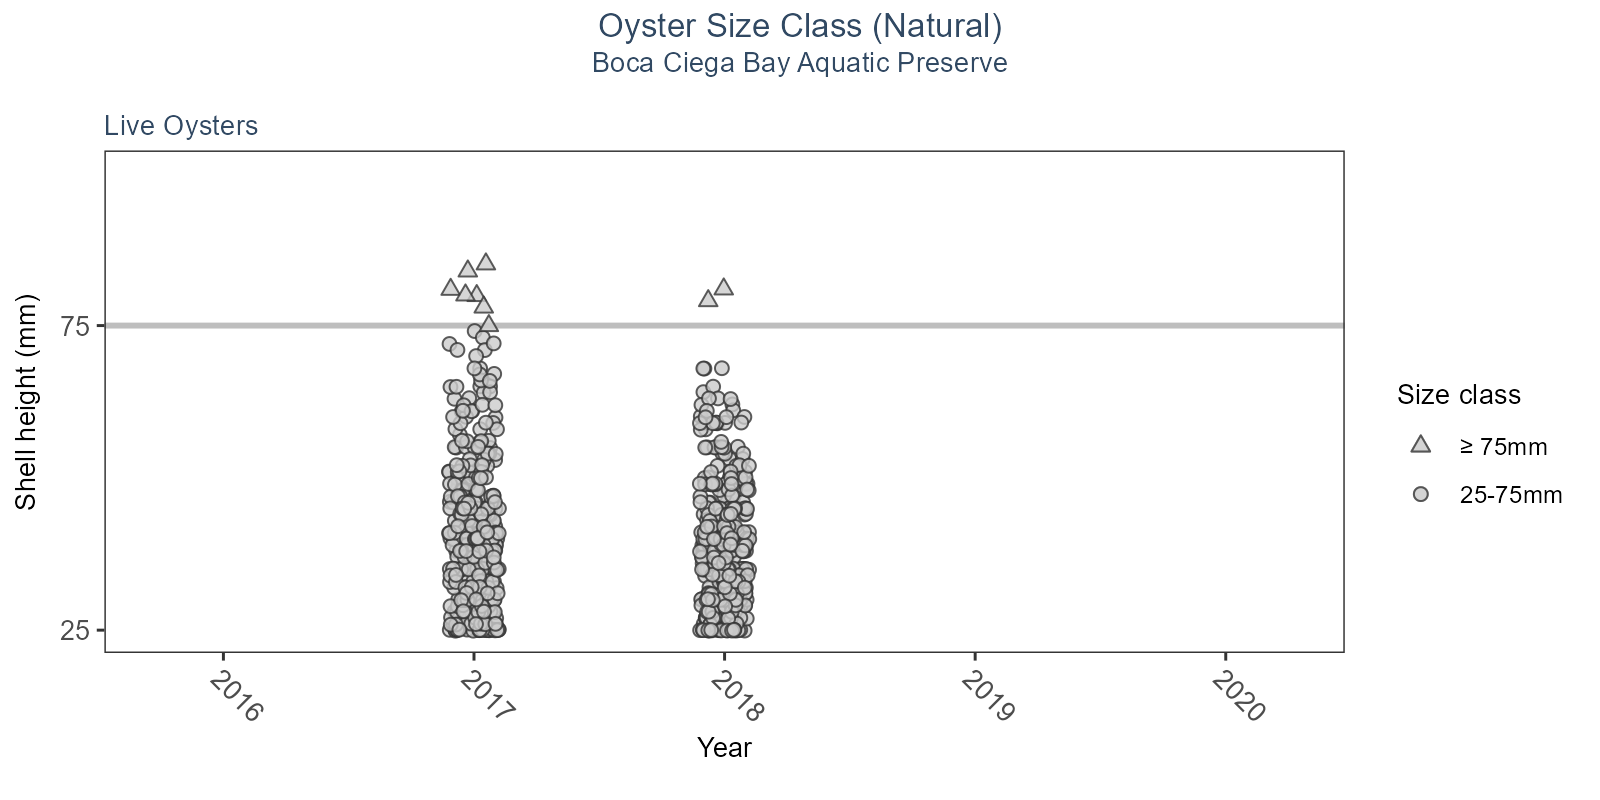 Oyster Size Class (Natural)
Boca Ciega Bay Aquatic Preserve
Live Oysters
Shell height (mm)
75
25
2016
2017
2018
2019
2020
Year
Size class
≥ 75mm
25-75mm